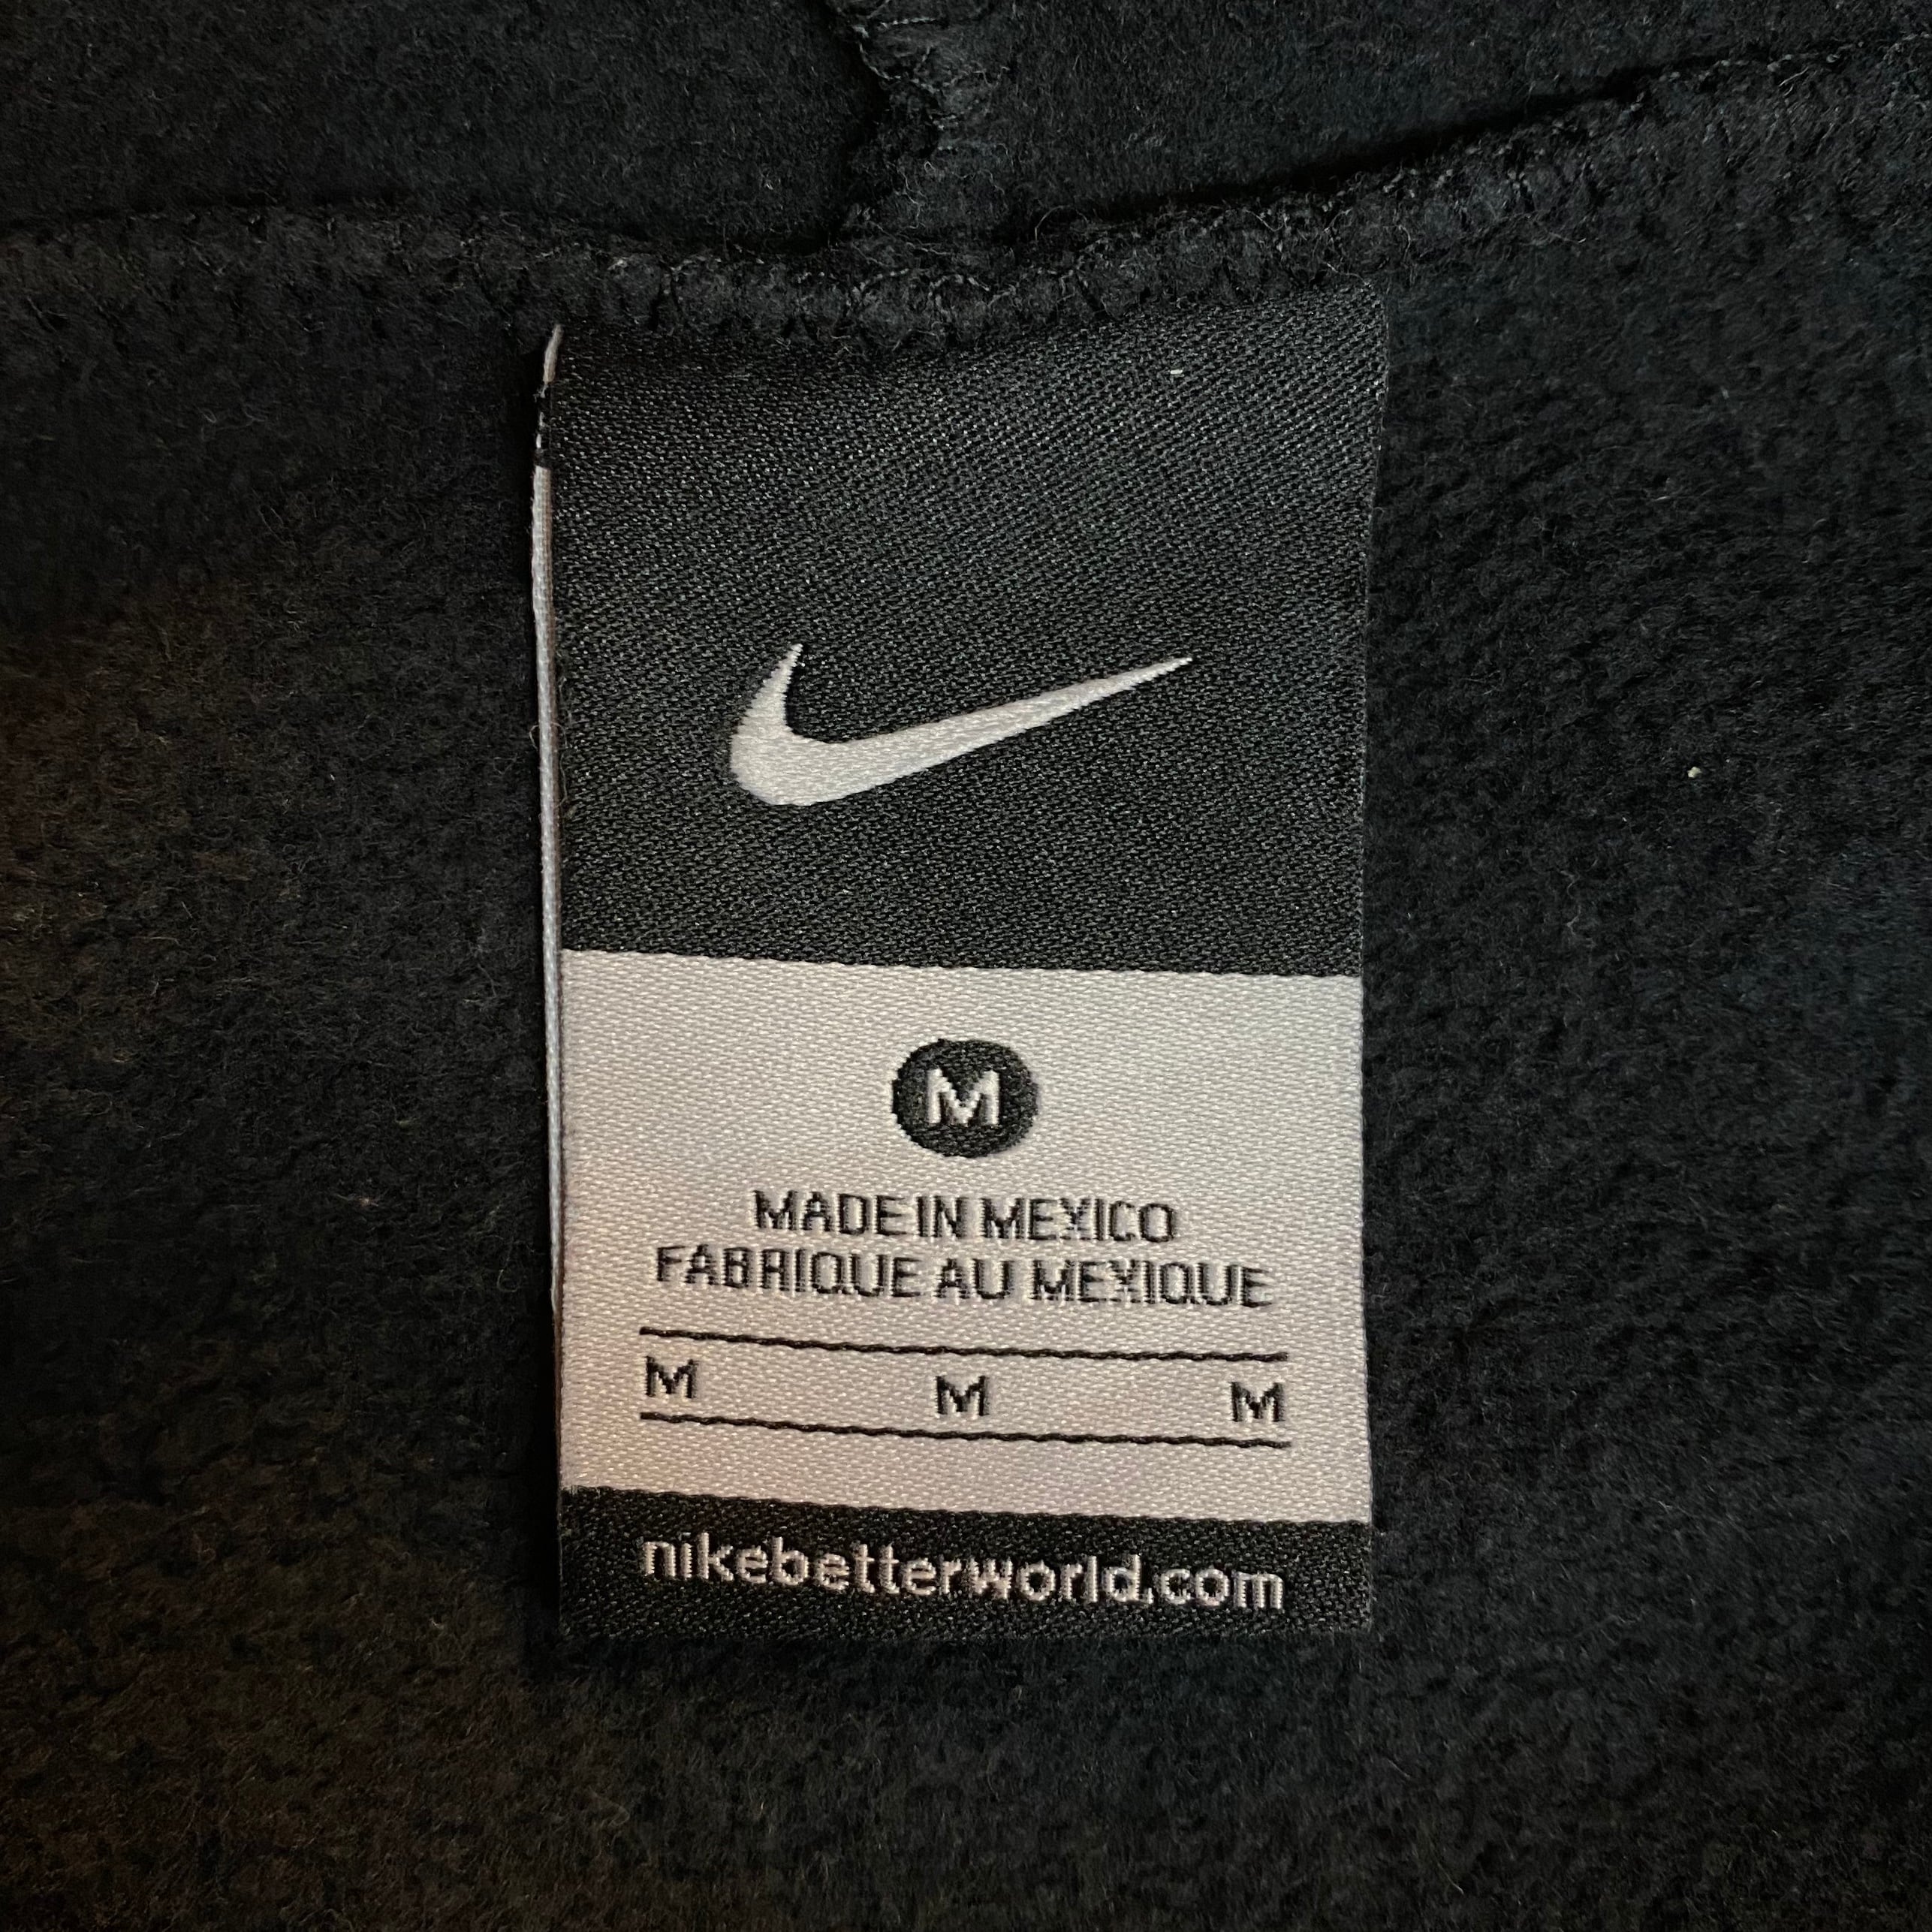 M
MADE IN MEXICO
FABRIQUE AU MEXIQUE
M M M
nikebetterworld.com